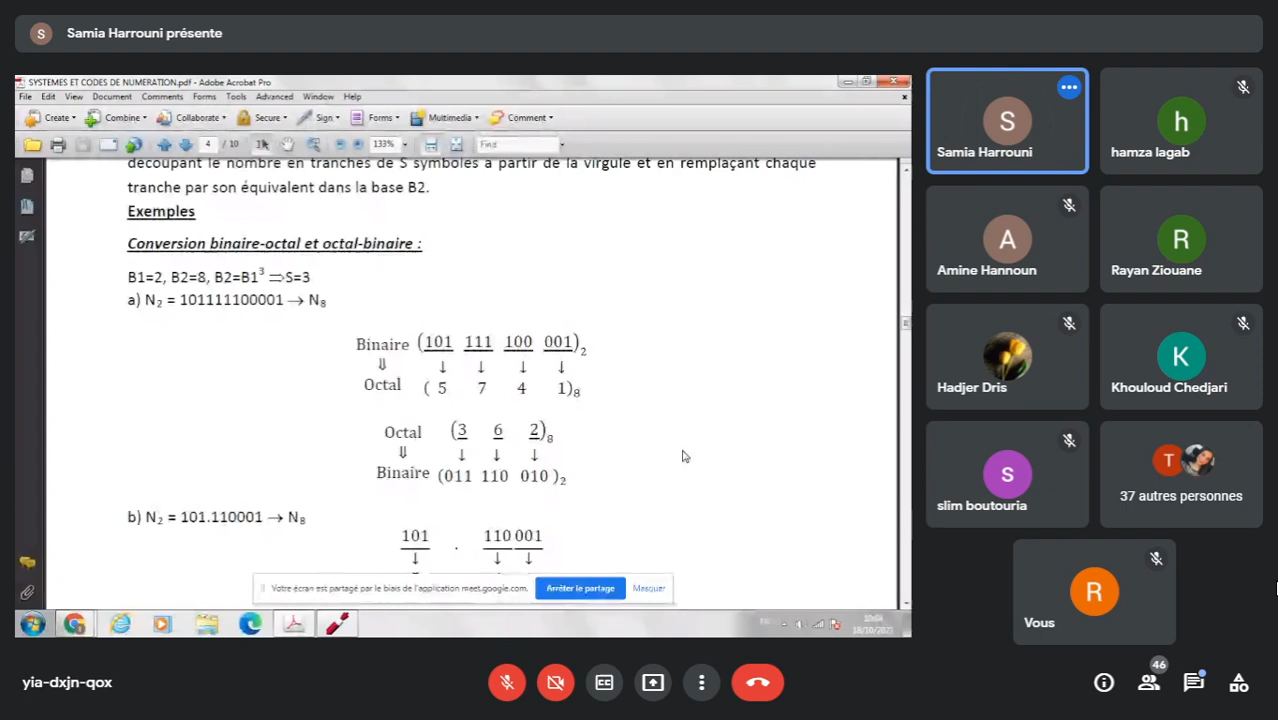 S Samia Harrouni présente
SYSTEMES ET CODES DE NUMERATION.pdf - Adobe Acrobat Pro
File Edit View Document Comments Forms Tools Advanced Window Help
Create Combine Collaborate Secure Sign Forms Multimedia Comment
4 / 10 133% Find
découpant le nombre en tranches de S symboles à partir de la virgule et en remplaçant chaque
tranche par son équivalent dans la base B2.
Exemples
Conversion binaire-octal et octal-binaire :
B1=2, B2=8, B2=B1³ ⇒S=3
a) N₂ = 101111100001 → N₈
Binaire (101 111 100 001)₂
⇓ ↓ ↓ ↓ ↓
Octal ( 5 7 4 1)₈
Octal (3 6 2)₈
⇓ ↓ ↓ ↓
Binaire (011 110 010 )₂
b) N₂ = 101.110001 → N₈
101 . 110 001
↓ ↓ ↓
Votre écran est partagé par le biais de l'application meet.google.com. Arrêter le partage Masquer
FR
10:04
18/10/2021
S
Samia Harrouni
h
hamza lagab
A
Amine Hannoun
R
Rayan Ziouane
Hadjer Dris
K
Khouloud Chedjari
S
slim boutouria
T
37 autres personnes
R
Vous
yia-dxjn-qox
CC
46